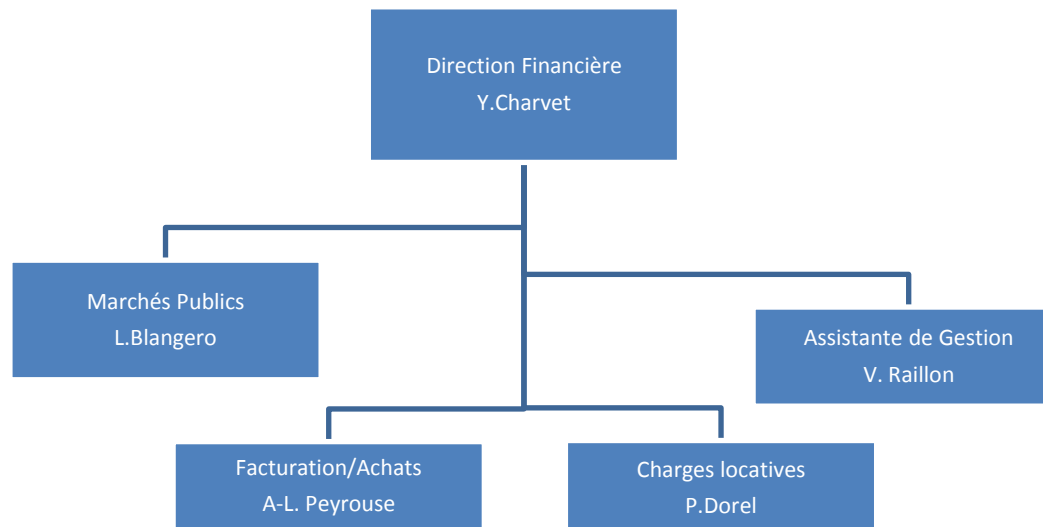 Direction Financière
Y.Charvet
Marchés Publics
L.Blangero
Assistante de Gestion
V. Raillon
Facturation/Achats
A-L. Peyrouse
Charges locatives
P.Dorel